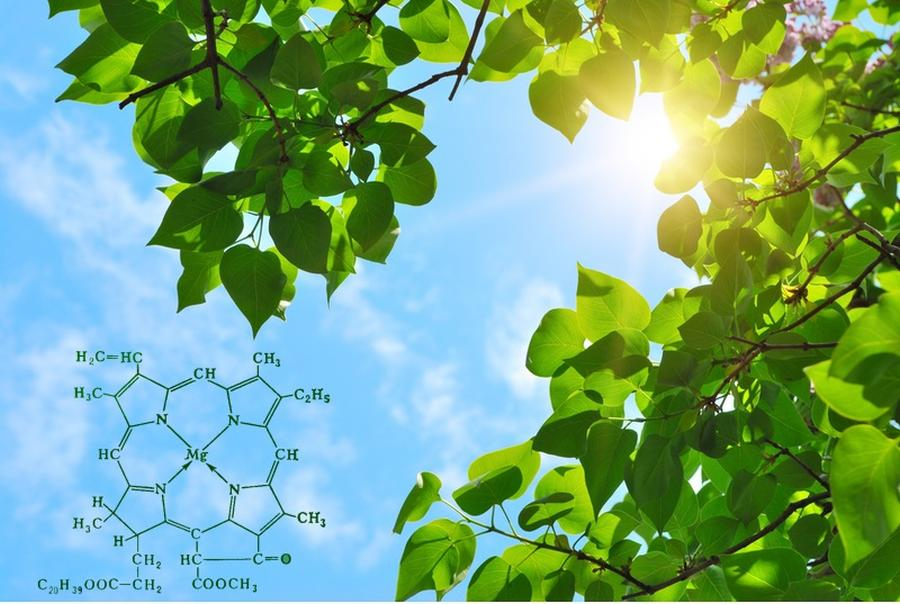 H₂C=HC CH CH₃
H₃C C₂H₅
N N
HC Mg CH
N N
H
H₃C CH₃
H C
CH₂ HC C=O
C₂₀H₃₉OOC—CH₂ COOCH₃